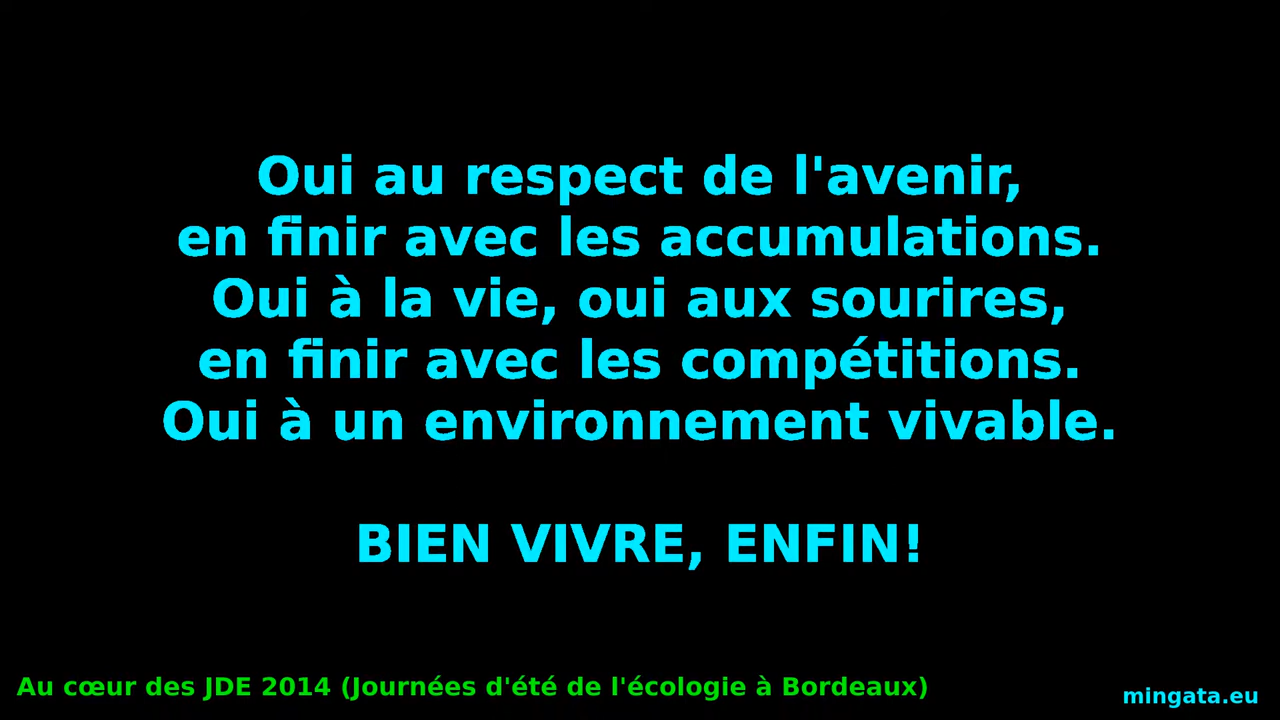 Oui au respect de l'avenir,
en finir avec les accumulations.
Oui à la vie, oui aux sourires,
en finir avec les compétitions.
Oui à un environnement vivable.
BIEN VIVRE, ENFIN!
Au cœur des JDE 2014 (Journées d'été de l'écologie à Bordeaux)
mingata.eu